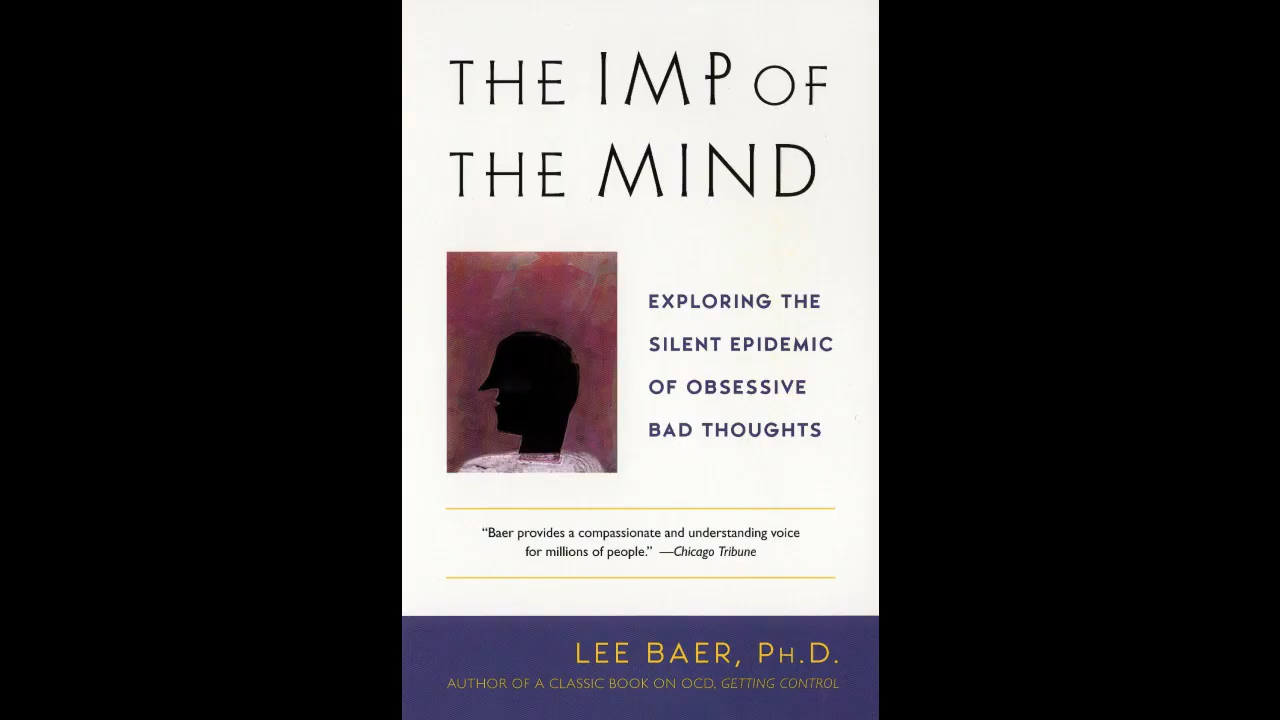 THE IMP OF
THE MIND
EXPLORING THE
SILENT EPIDEMIC
OF OBSESSIVE
BAD THOUGHTS
“Baer provides a compassionate and understanding voice
for millions of people.” —Chicago Tribune
LEE BAER, PH.D.
AUTHOR OF A CLASSIC BOOK ON OCD, GETTING CONTROL